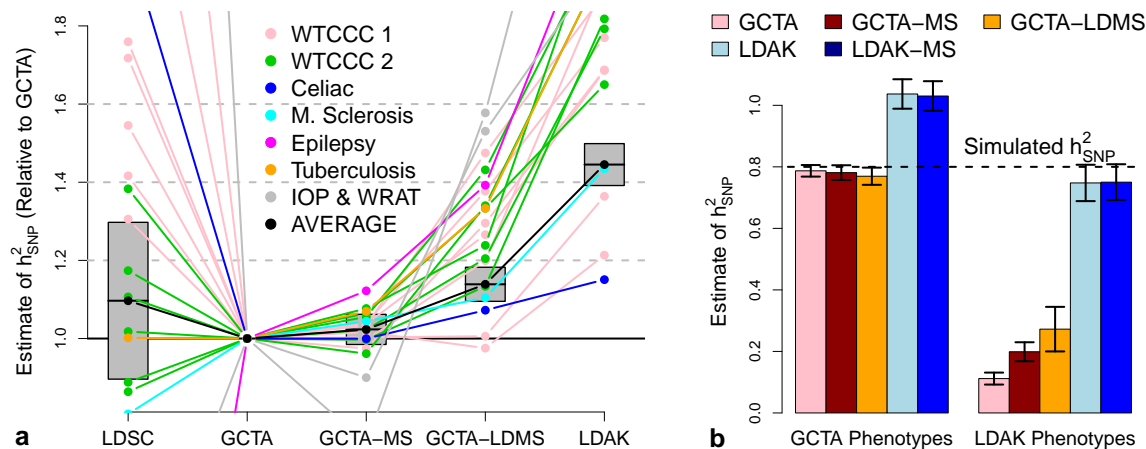 Estimate of h²SNP (Relative to GCTA)
1.8
1.6
1.4
1.2
1.0
WTCCC 1
WTCCC 2
Celiac
M. Sclerosis
Epilepsy
Tuberculosis
IOP & WRAT
AVERAGE
a
LDSC
GCTA
GCTA−MS
GCTA−LDMS
LDAK
GCTA
GCTA−MS
GCTA−LDMS
LDAK
LDAK−MS
Estimate of h²SNP
1.0
0.8
0.6
0.4
0.2
0.0
Simulated h²SNP
b
GCTA Phenotypes
LDAK Phenotypes